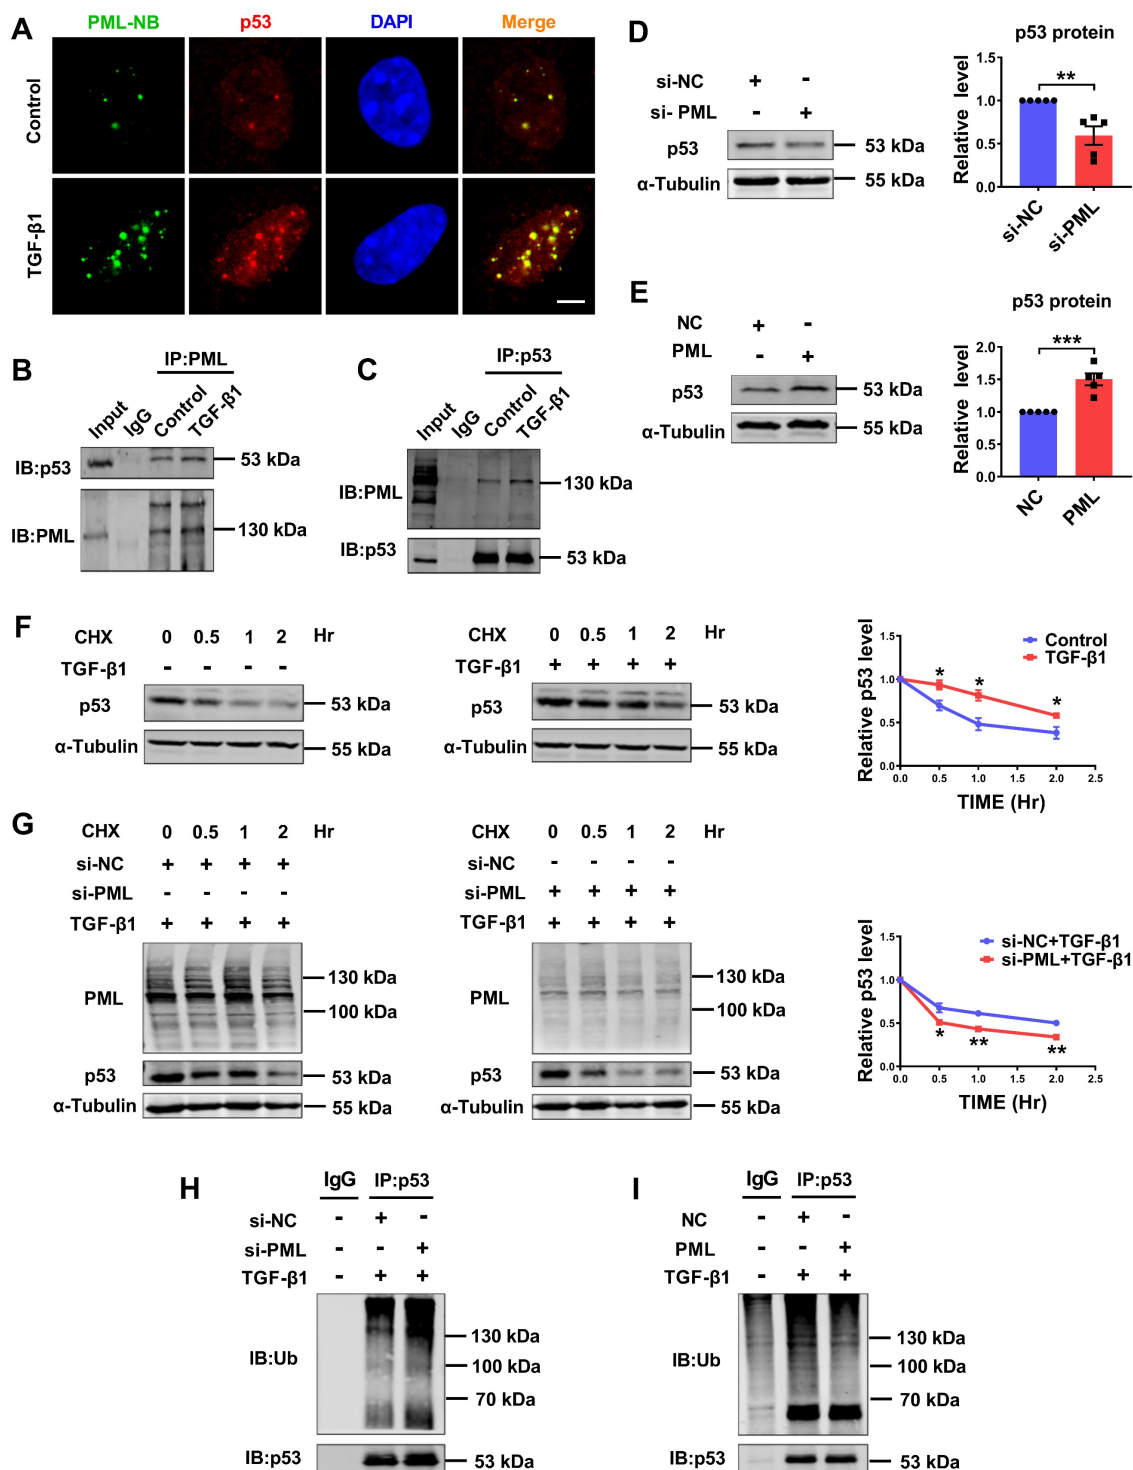 A
PML-NB p53 DAPI Merge
Control
TGF-β1
B
IP:PML
Input IgG Control TGF-β1
IB:p53 53 kDa
IB:PML 130 kDa
C
IP:p53
Input IgG Control TGF-β1
IB:PML 130 kDa
IB:p53 53 kDa
D
si-NC + -
si- PML - +
p53 53 kDa
α-Tubulin 55 kDa
p53 protein
**
Relative level
1.5
1.0
0.5
0.0
si-NC si-PML
E
NC + -
PML - +
p53 53 kDa
α-Tubulin 55 kDa
p53 protein
***
Relative level
2.0
1.5
1.0
0.5
0.0
NC PML
F
CHX 0 0.5 1 2 Hr
TGF-β1 - - - -
p53 53 kDa
α-Tubulin 55 kDa
CHX 0 0.5 1 2 Hr
TGF-β1 + + + +
p53 53 kDa
α-Tubulin 55 kDa
Relative p53 level
1.5
1.0
0.5
0.0
Control
TGF-β1
* * *
0.0 0.5 1.0 1.5 2.0 2.5
TIME (Hr)
G
CHX 0 0.5 1 2 Hr
si-NC + + + +
si-PML - - - -
TGF-β1 + + + +
PML 130 kDa
100 kDa
p53 53 kDa
α-Tubulin 55 kDa
CHX 0 0.5 1 2 Hr
si-NC - - - -
si-PML + + + +
TGF-β1 + + + +
PML 130 kDa
100 kDa
p53 53 kDa
α-Tubulin 55 kDa
Relative p53 level
1.5
1.0
0.5
0.0
si-NC+TGF-β1
si-PML+TGF-β1
* ** **
0.0 0.5 1.0 1.5 2.0 2.5
TIME (Hr)
H
IgG IP:p53
si-NC - + -
si-PML - - +
TGF-β1 - + +
IB:Ub 130 kDa
100 kDa
70 kDa
IB:p53 53 kDa
I
IgG IP:p53
NC - + -
PML - - +
TGF-β1 - + +
IB:Ub 130 kDa
100 kDa
70 kDa
IB:p53 53 kDa